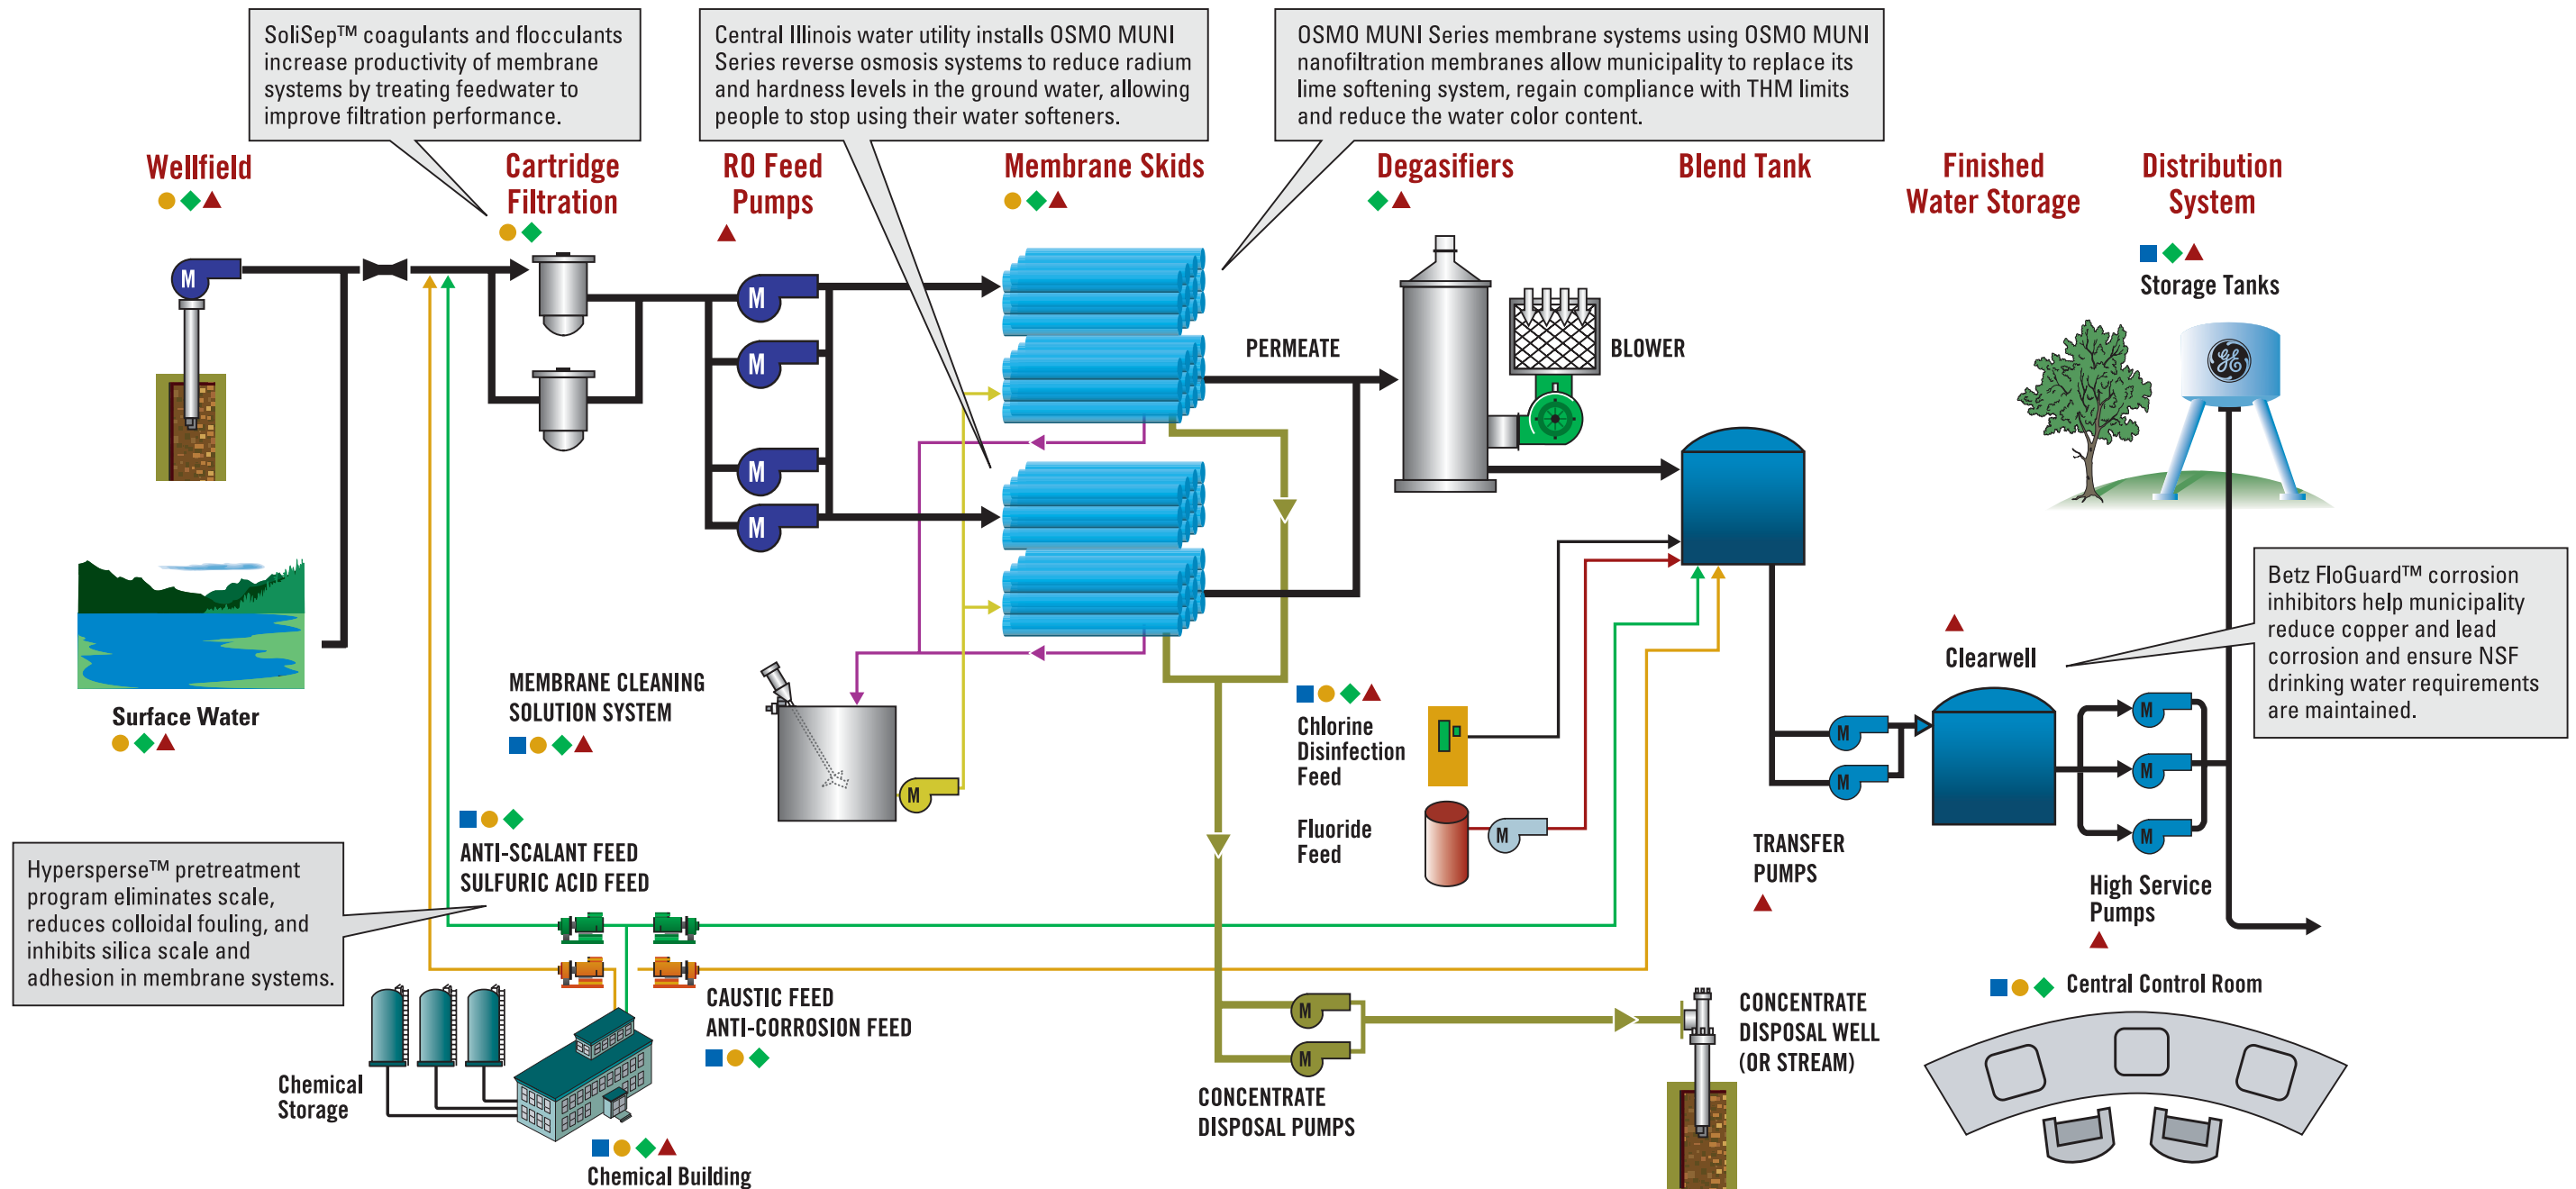 SoliSep™ coagulants and flocculants
increase productivity of membrane
systems by treating feedwater to
improve filtration performance.
Central Illinois water utility installs OSMO MUNI
Series reverse osmosis systems to reduce radium
and hardness levels in the ground water, allowing
people to stop using their water softeners.
OSMO MUNI Series membrane systems using OSMO MUNI
nanofiltration membranes allow municipality to replace its
lime softening system, regain compliance with THM limits
and reduce the water color content.
Wellfield
Cartridge
Filtration
RO Feed
Pumps
Membrane Skids
Degasifiers
Blend Tank
Finished
Water Storage
Distribution
System
Storage Tanks
M
M
M
M
M
PERMEATE
BLOWER
GE
Surface Water
MEMBRANE CLEANING
SOLUTION SYSTEM
M
Chlorine
Disinfection
Feed
Fluoride
Feed
M
TRANSFER
PUMPS
M
M
Clearwell
M
M
M
High Service
Pumps
Betz FloGuard™ corrosion
inhibitors help municipality
reduce copper and lead
corrosion and ensure NSF
drinking water requirements
are maintained.
Hypersperse™ pretreatment
program eliminates scale,
reduces colloidal fouling, and
inhibits silica scale and
adhesion in membrane systems.
ANTI-SCALANT FEED
SULFURIC ACID FEED
CAUSTIC FEED
ANTI-CORROSION FEED
Chemical
Storage
Chemical Building
M
M
CONCENTRATE
DISPOSAL PUMPS
CONCENTRATE
DISPOSAL WELL
(OR STREAM)
Central Control Room